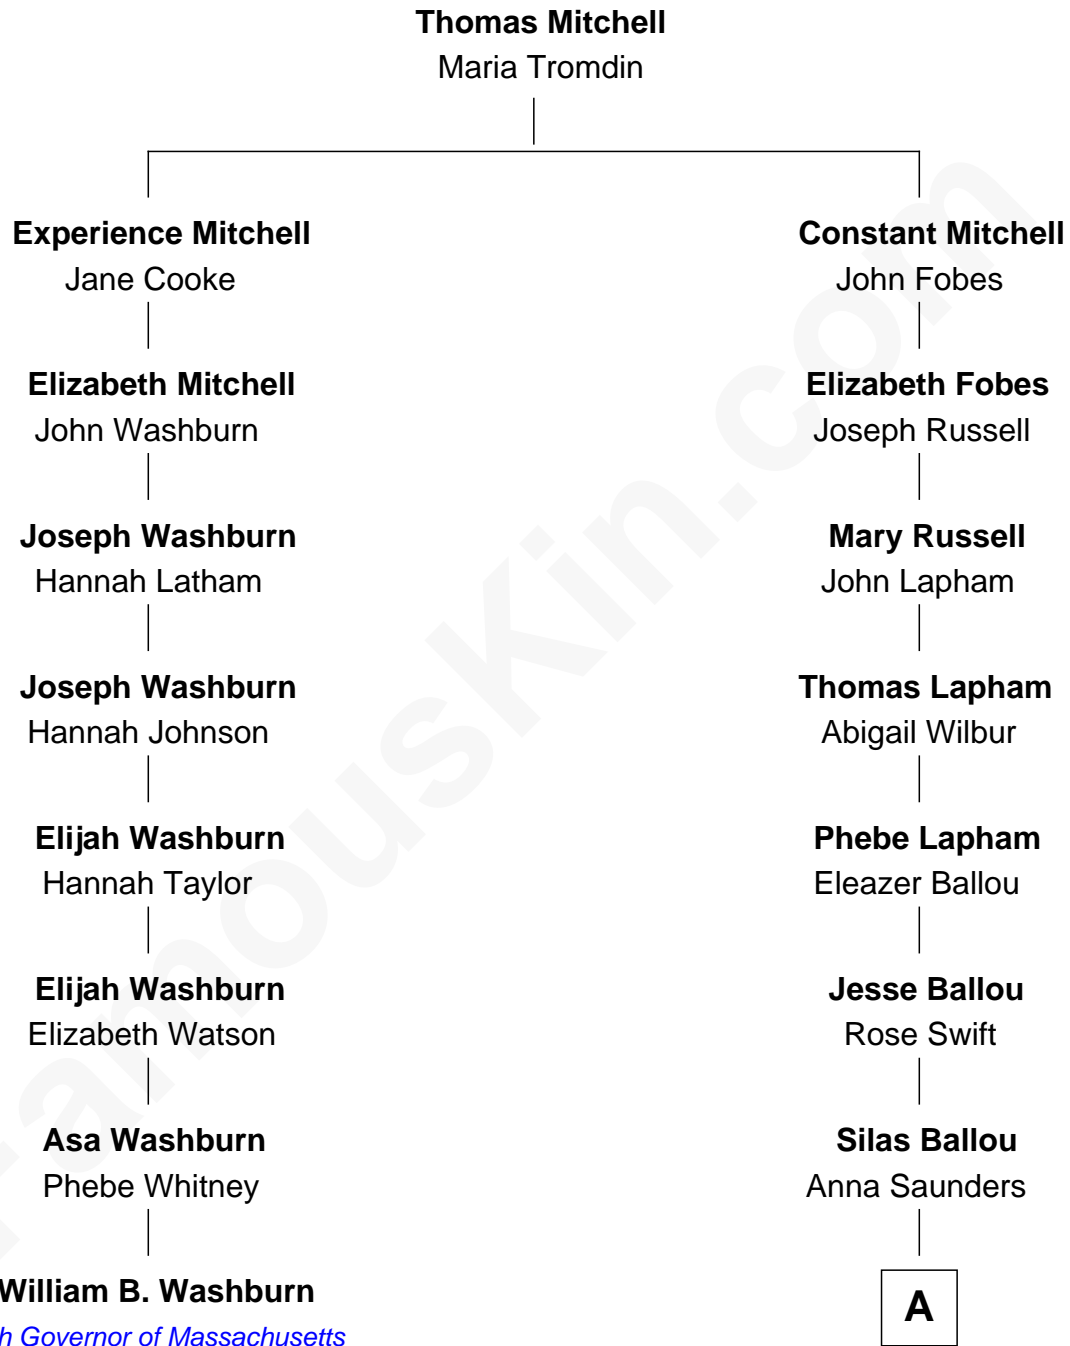 Thomas Mitchell
Maria Tromdin
Experience Mitchell
Jane Cooke
Constant Mitchell
John Fobes
Elizabeth Mitchell
John Washburn
Elizabeth Fobes
Joseph Russell
Joseph Washburn
Hannah Latham
Mary Russell
John Lapham
Joseph Washburn
Hannah Johnson
Thomas Lapham
Abigail Wilbur
Elijah Washburn
Hannah Taylor
Phebe Lapham
Eleazer Ballou
Elijah Washburn
Elizabeth Watson
Jesse Ballou
Rose Swift
Asa Washburn
Phebe Whitney
Silas Ballou
Anna Saunders
William B. Washburn
h Governor of Massachusetts
A
FamousKin.com